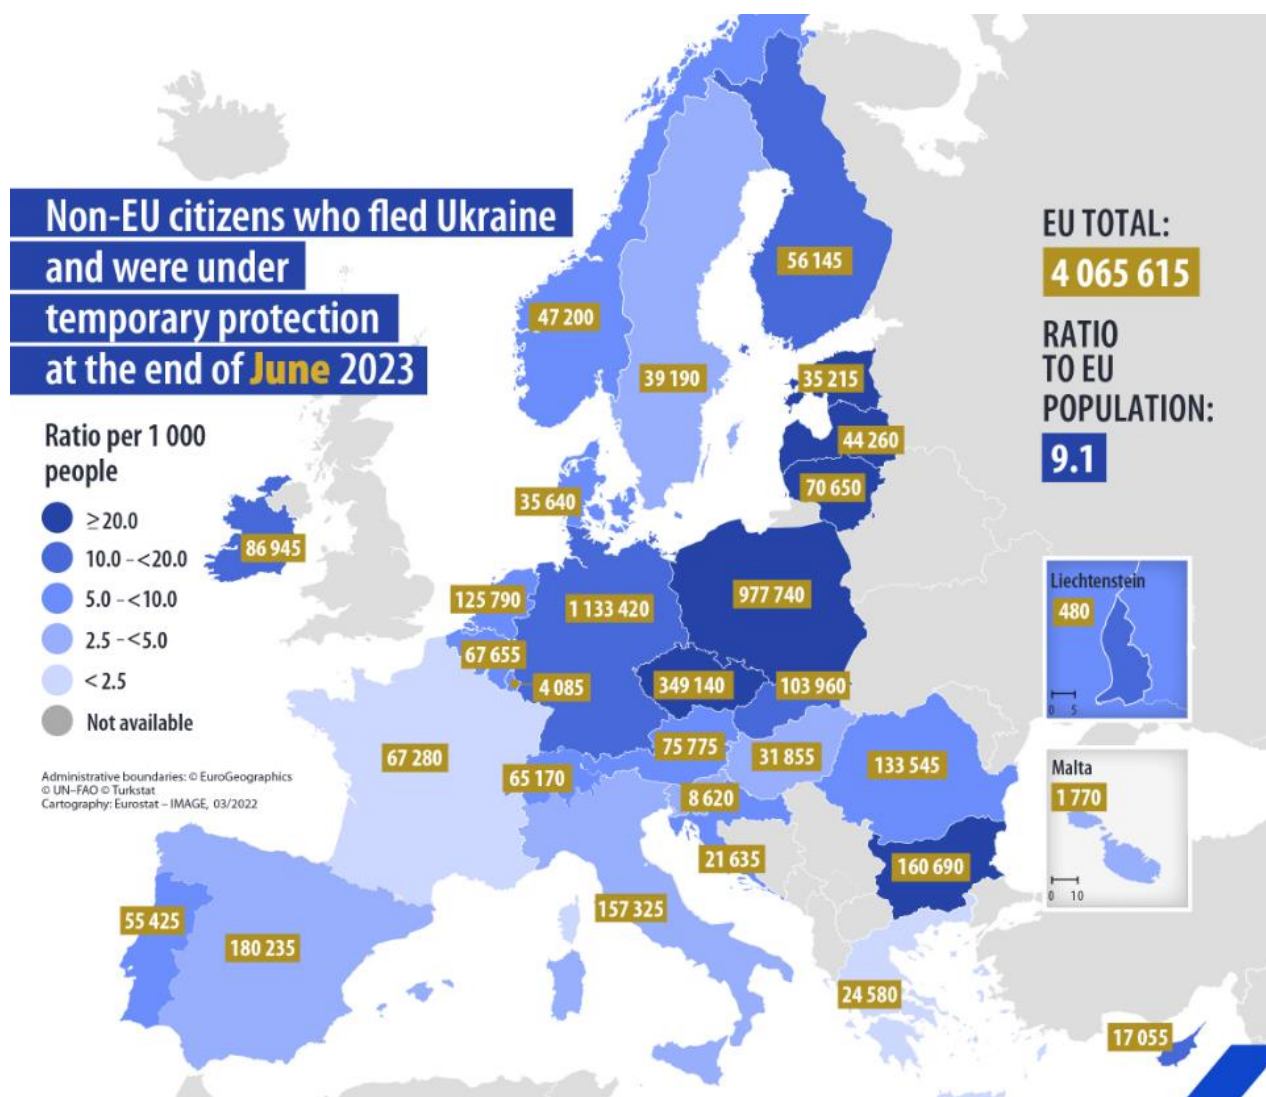 Non-EU citizens who fled Ukraine
and were under
temporary protection
at the end of June 2023
Ratio per 1 000
people
≥20.0
10.0 –<20.0
5.0 –<10.0
2.5 –<5.0
< 2.5
Not available
Administrative boundaries: © EuroGeographics
© UN–FAO © Turkstat
Cartography: Eurostat – IMAGE, 03/2022
EU TOTAL:
4 065 615
RATIO
TO EU
POPULATION:
9.1
56 145
47 200
39 190
35 215
44 260
70 650
35 640
86 945
125 790
1 133 420
977 740
67 655
4 085
349 140
103 960
67 280
75 775
31 855
133 545
65 170
8 620
21 635
160 690
55 425
180 235
157 325
24 580
17 055
Liechtenstein
480
0 5
Malta
1 770
0 10